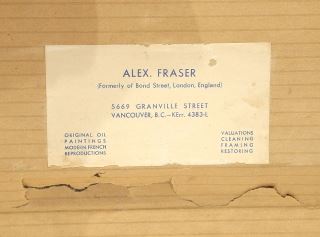 ALEX. FRASER
(Formerly of Bond Street, London, England)
5669 GRANVILLE STREET
VANCOUVER, B.C.—KErr. 4383-L
ORIGINAL OIL
PAINTINGS
MODERN FRENCH
REPRODUCTIONS
VALUATIONS
CLEANING
FRAMING
RESTORING